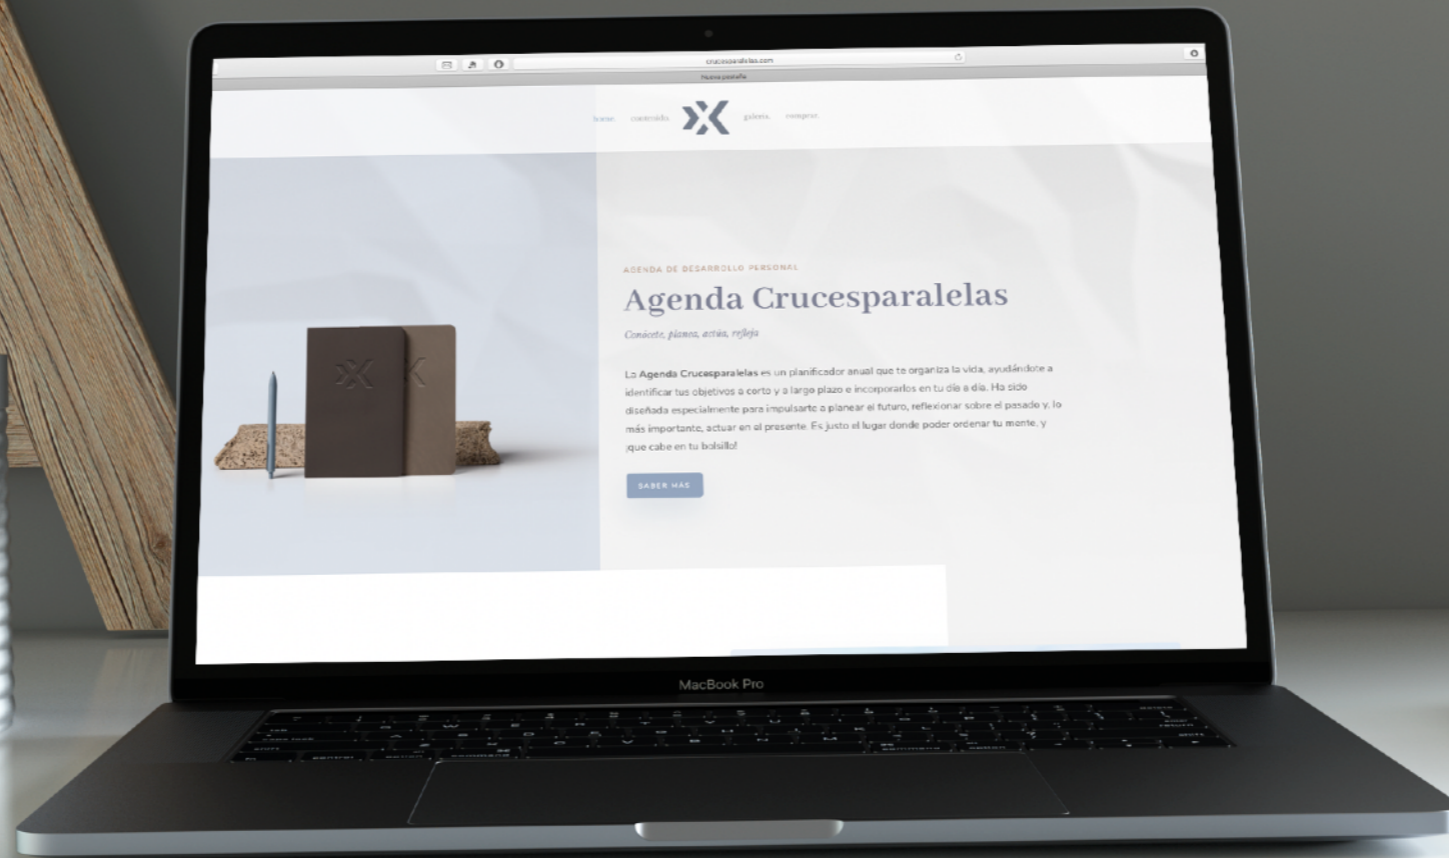 crucesparalelas.com
Nueva pestaña
home. contenido. galería. comprar.
AGENDA DE DESARROLLO PERSONAL
Agenda Crucesparalelas
Conócete, planea, actúa, refleja
La Agenda Crucesparalelas es un planificador anual que te organiza la vida, ayudándote a
identificar tus objetivos a corto y a largo plazo e incorporarlos en tu día a día. Ha sido
diseñada especialmente para impulsarte a planear el futuro, reflexionar sobre el pasado y, lo
más importante, actuar en el presente. Es justo el lugar donde poder ordenar tu mente, y
¡que cabe en tu bolsillo!
SABER MÁS
MacBook Pro